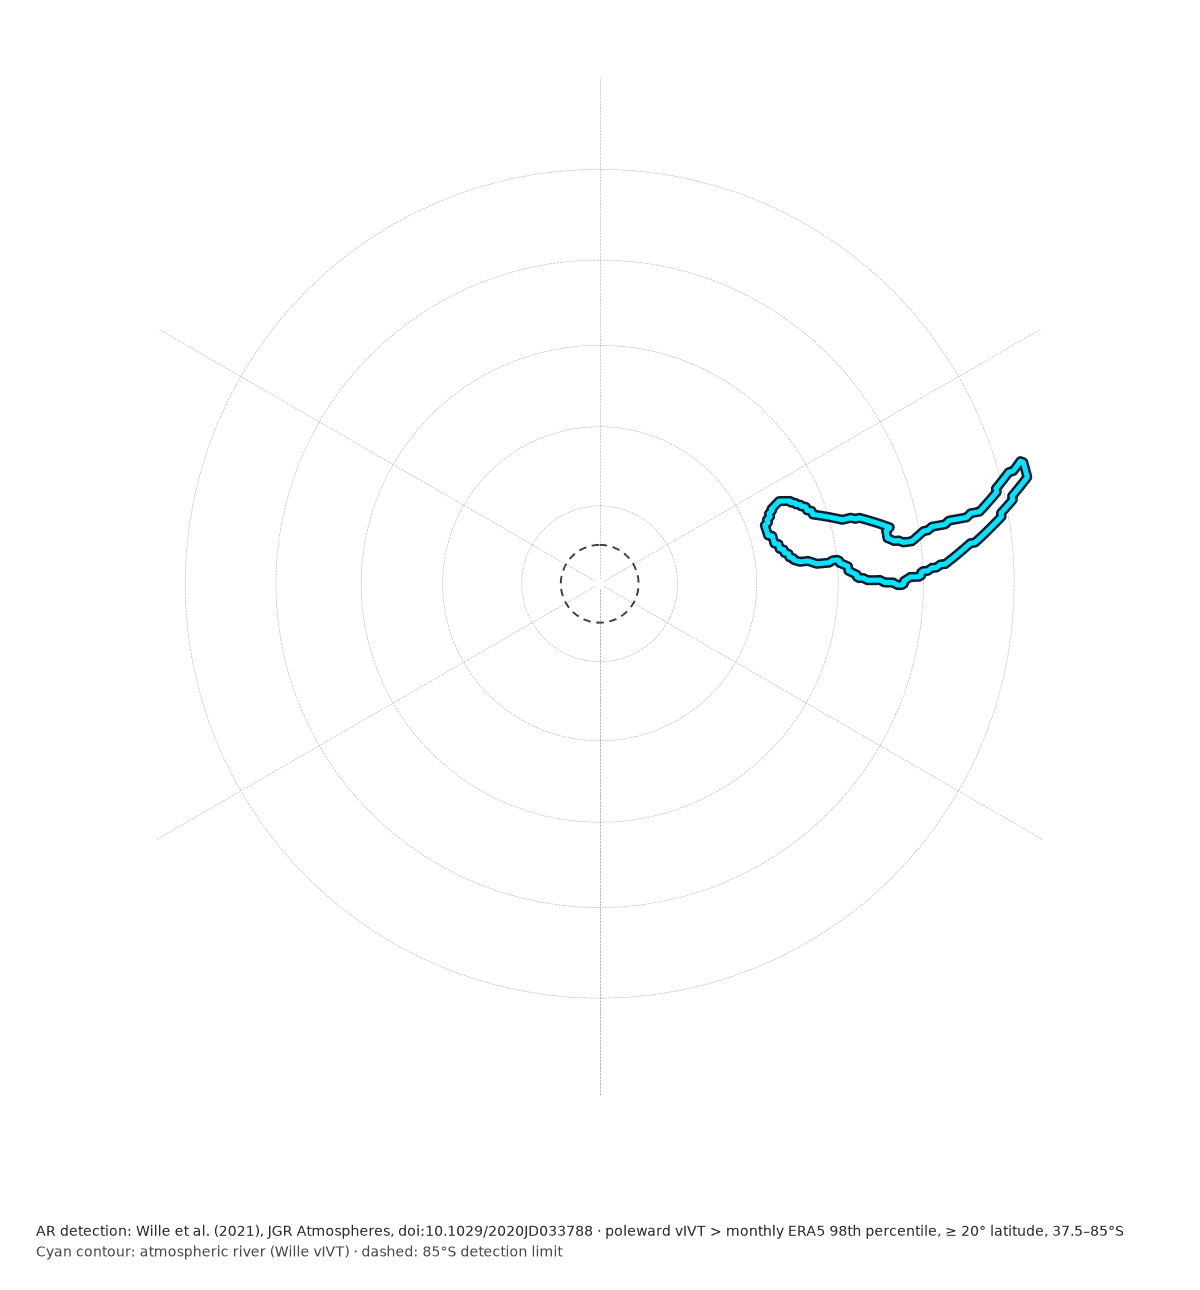 AR detection: Wille et al. (2021), JGR Atmospheres, doi:10.1029/2020JD033788 · poleward vIVT > monthly ERA5 98th percentile, ≥ 20° latitude, 37.5–85°S
Cyan contour: atmospheric river (Wille vIVT) · dashed: 85°S detection limit